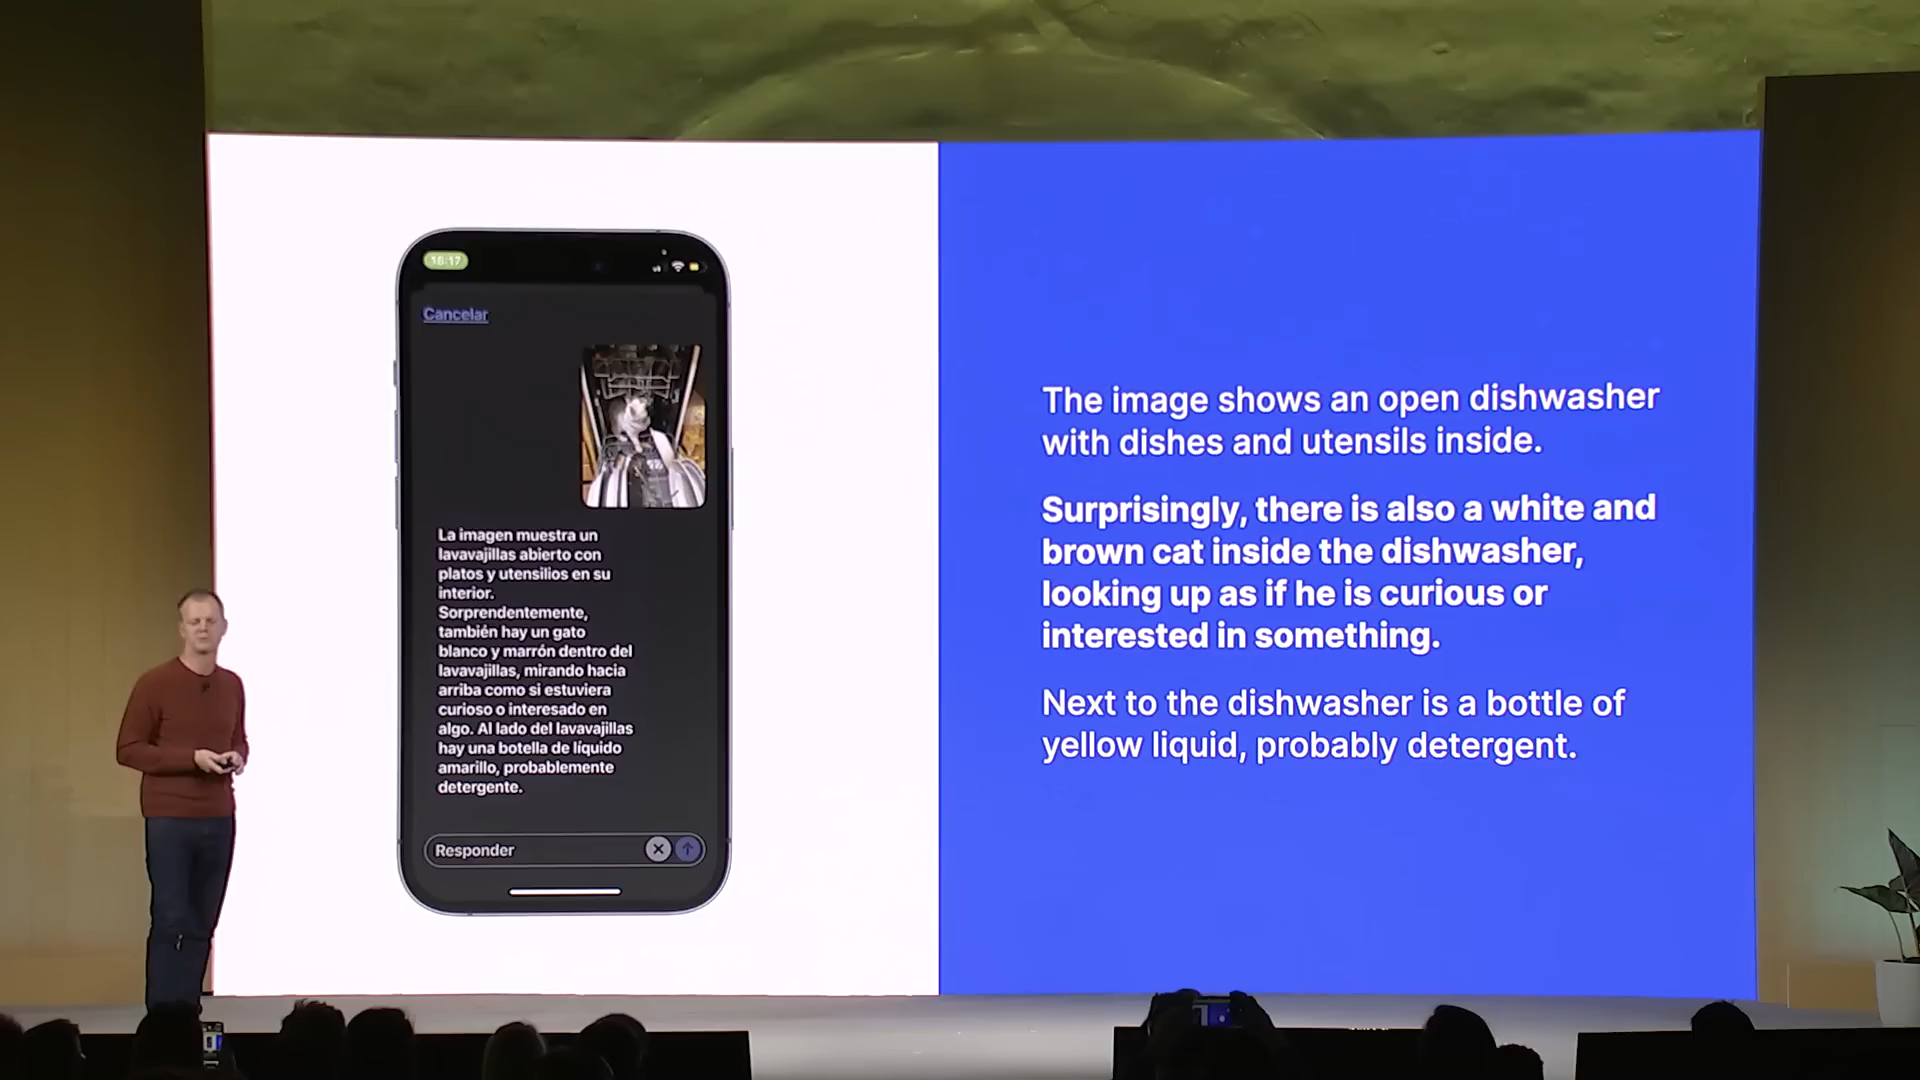 16:17
Cancelar
La imagen muestra un
lavavajillas abierto con
platos y utensilios en su
interior.
Sorprendentemente,
también hay un gato
blanco y marrón dentro del
lavavajillas, mirando hacia
arriba como si estuviera
curioso o interesado en
algo. Al lado del lavavajillas
hay una botella de líquido
amarillo, probablemente
detergente.
Responder
The image shows an open dishwasher
with dishes and utensils inside.
Surprisingly, there is also a white and
brown cat inside the dishwasher,
looking up as if he is curious or
interested in something.
Next to the dishwasher is a bottle of
yellow liquid, probably detergent.